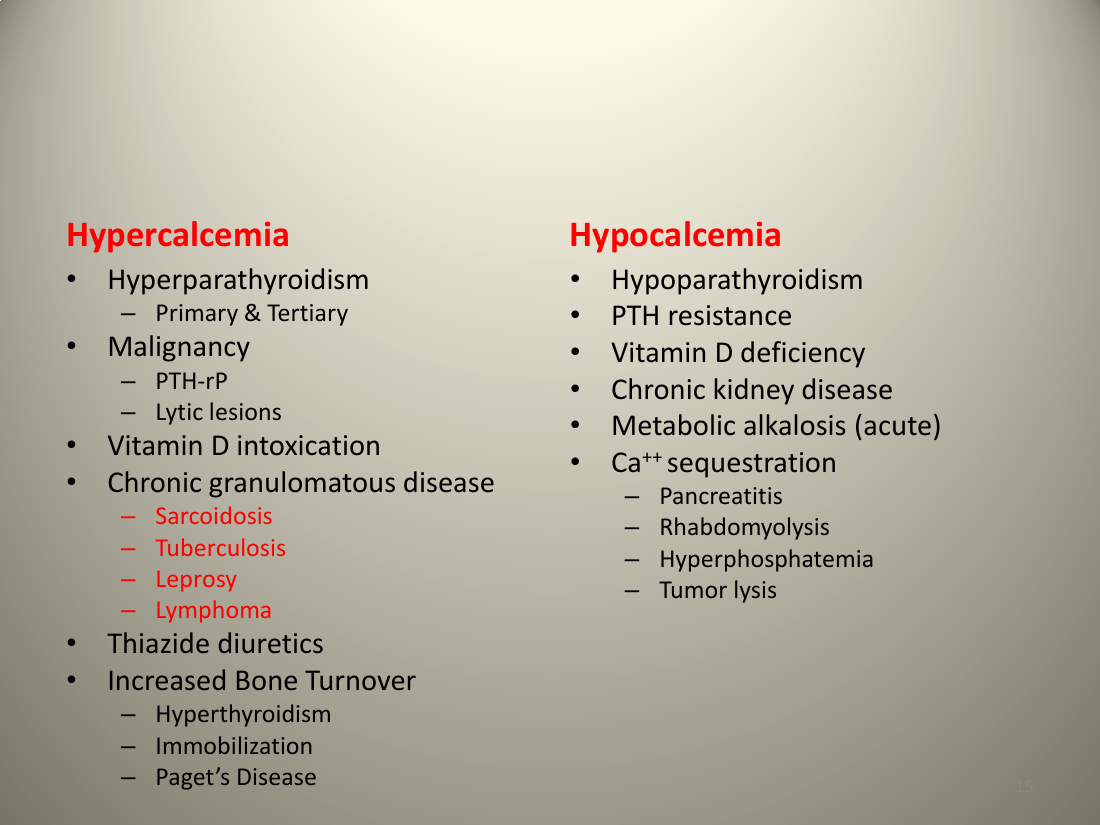 Hypercalcemia
• Hyperparathyroidism
– Primary & Tertiary
• Malignancy
– PTH-rP
– Lytic lesions
• Vitamin D intoxication
• Chronic granulomatous disease
– Sarcoidosis
– Tuberculosis
– Leprosy
– Lymphoma
• Thiazide diuretics
• Increased Bone Turnover
– Hyperthyroidism
– Immobilization
– Paget’s Disease
Hypocalcemia
• Hypoparathyroidism
• PTH resistance
• Vitamin D deficiency
• Chronic kidney disease
• Metabolic alkalosis (acute)
• Ca⁺⁺ sequestration
– Pancreatitis
– Rhabdomyolysis
– Hyperphosphatemia
– Tumor lysis
15